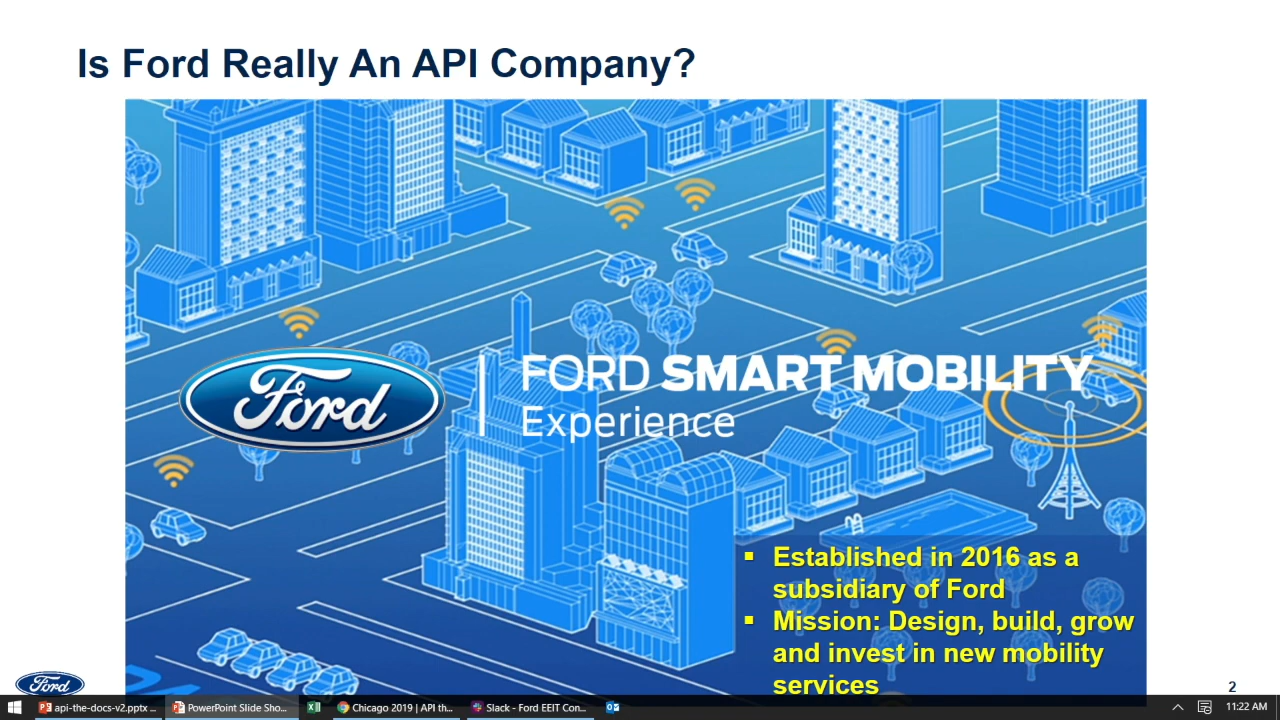 Is Ford Really An API Company?
Ford
FORD SMART MOBILITY
Experience
▪ Established in 2016 as a
subsidiary of Ford
▪ Mission: Design, build, grow
and invest in new mobility
services
Ford
2
api-the-docs-v2.pptx ...
PowerPoint Slide Sho...
Chicago 2019 | API th...
Slack - Ford EEIT Con...
11:22 AM